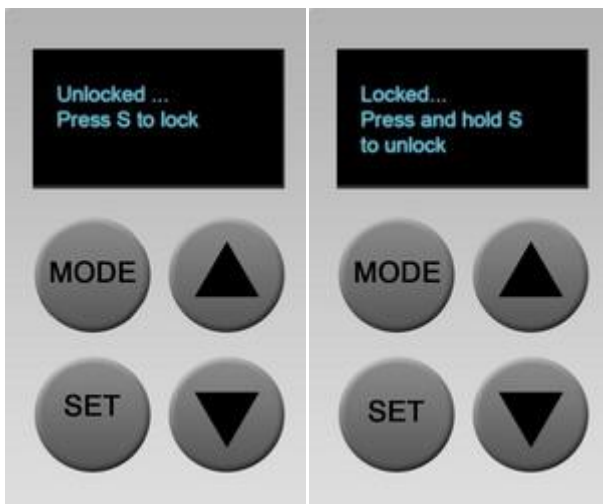 Unlocked ...
Press S to lock
MODE
SET
Locked...
Press and hold S
to unlock
MODE
SET